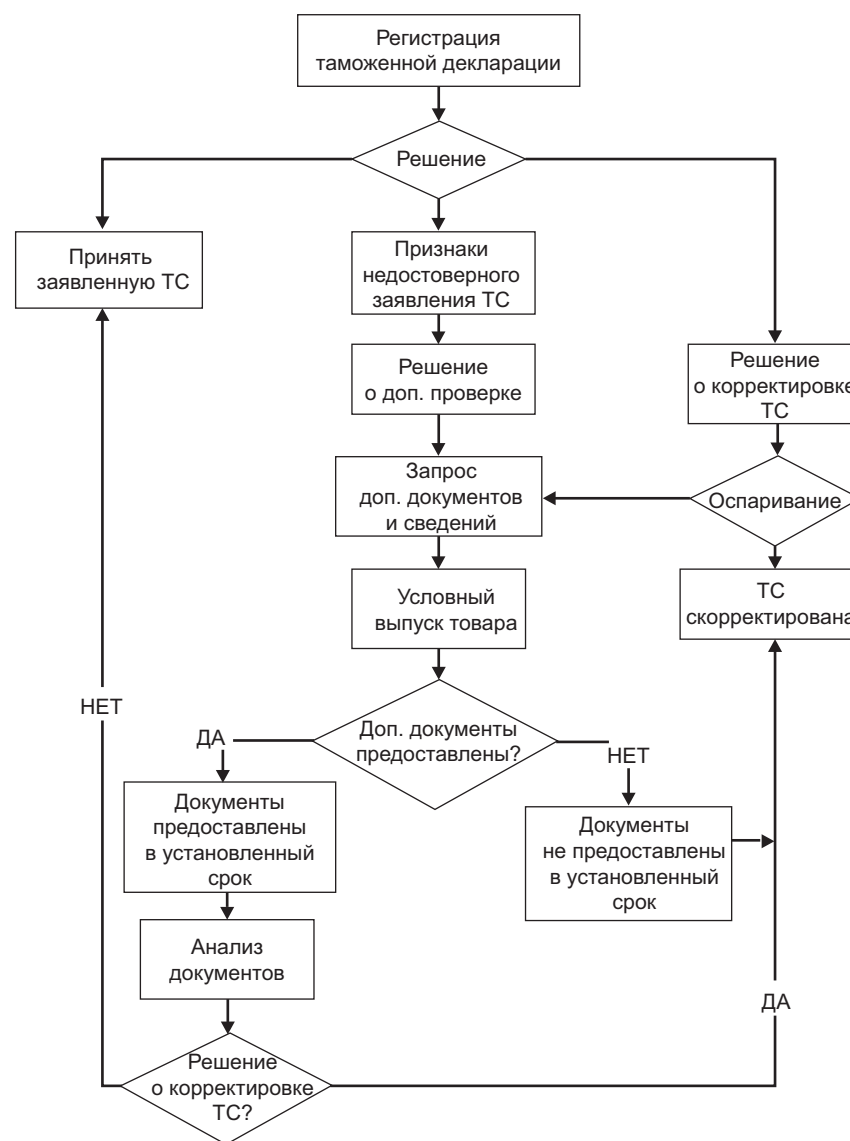 Регистрация
таможенной декларации
Решение
Принять
заявленную ТС
Признаки
недостоверного
заявления ТС
Решение
о доп. проверке
Решение
о корректировке
ТС
Запрос
доп. документов
и сведений
Оспаривание
Условный
выпуск товара
ТС
скорректирована
НЕТ
ДА
Доп. документы
предоставлены?
НЕТ
Документы
предоставлены
в установленный
срок
Документы
не предоставлены
в установленный
срок
Анализ
документов
ДА
Решение
о корректировке
ТС?